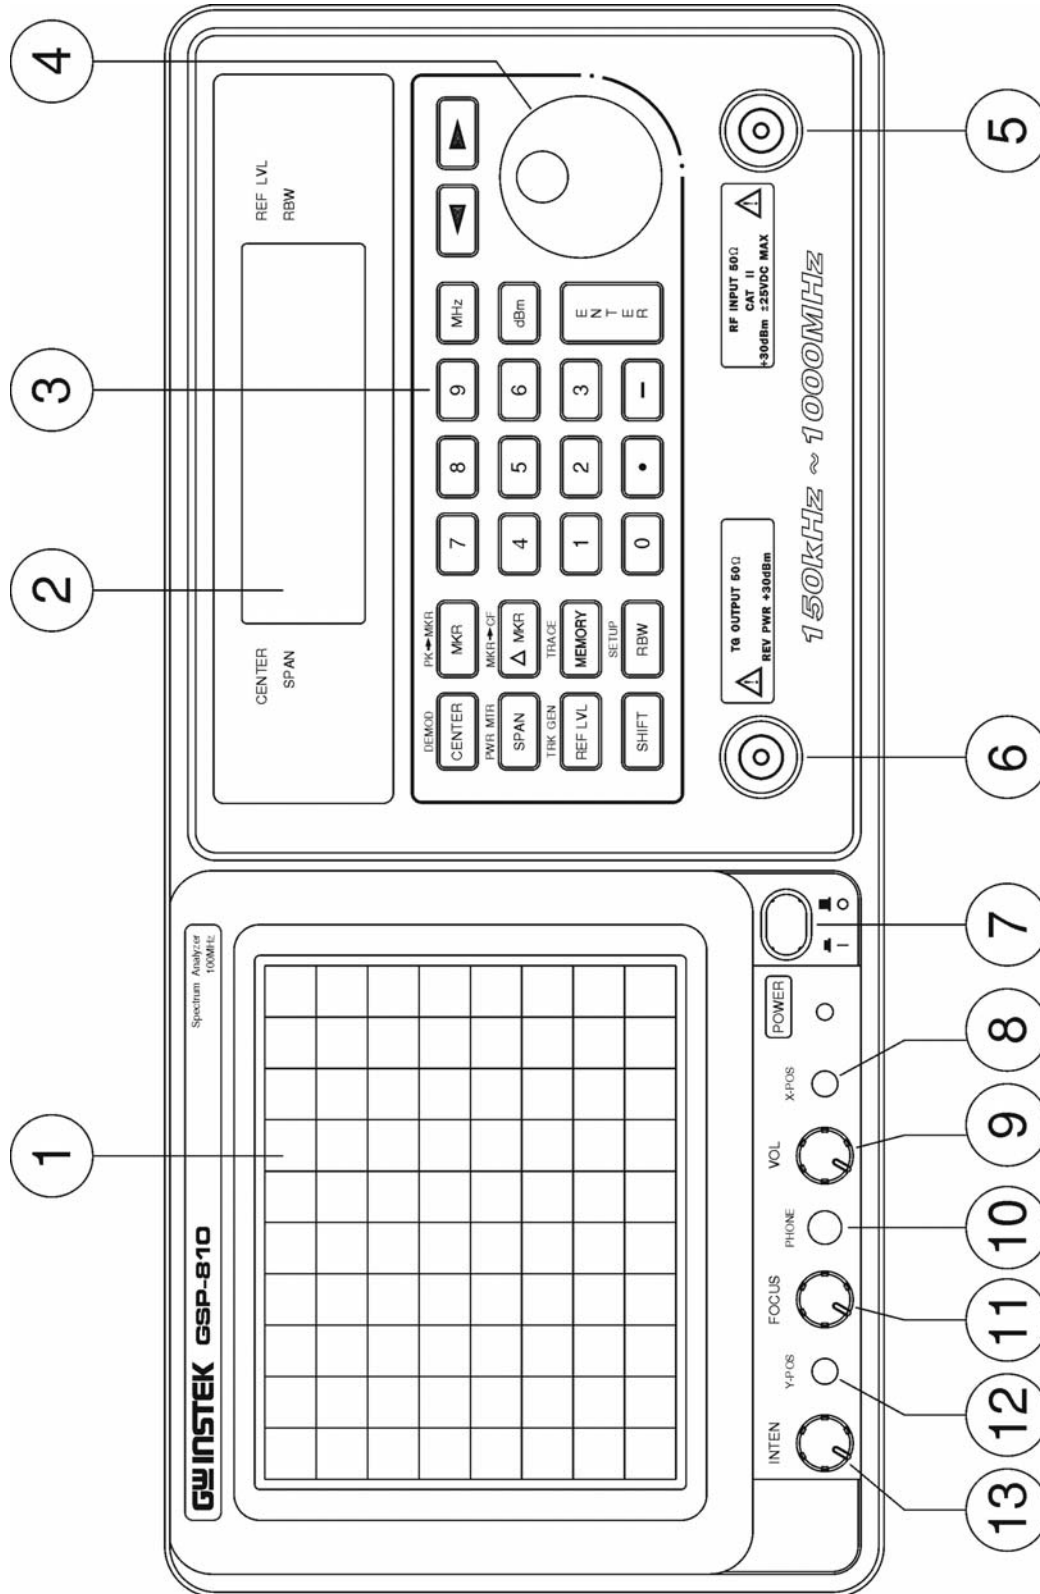 1
2
3
4
GWINSTEK GSP-810
Spectrum Analyzer
100MHz
CENTER
SPAN
REF LVL
RBW
DEMOD
PK➔MKR
CENTER
MKR
7
8
9
MHz
PWR MTR
MKR➔CF
SPAN
△ MKR
4
5
6
dBm
TRK GEN
TRACE
REF LVL
MEMORY
1
2
3
ENTER
SETUP
SHIFT
RBW
0
•
−
TG OUTPUT 50Ω
REV PWR +30dBm
RF INPUT 50Ω
CAT II
+30dBm ±25VDC MAX
150kHz ~ 1000MHz
INTEN
Y-POS
FOCUS
PHONE
VOL
X-POS
POWER
13
12
11
10
9
8
7
6
5